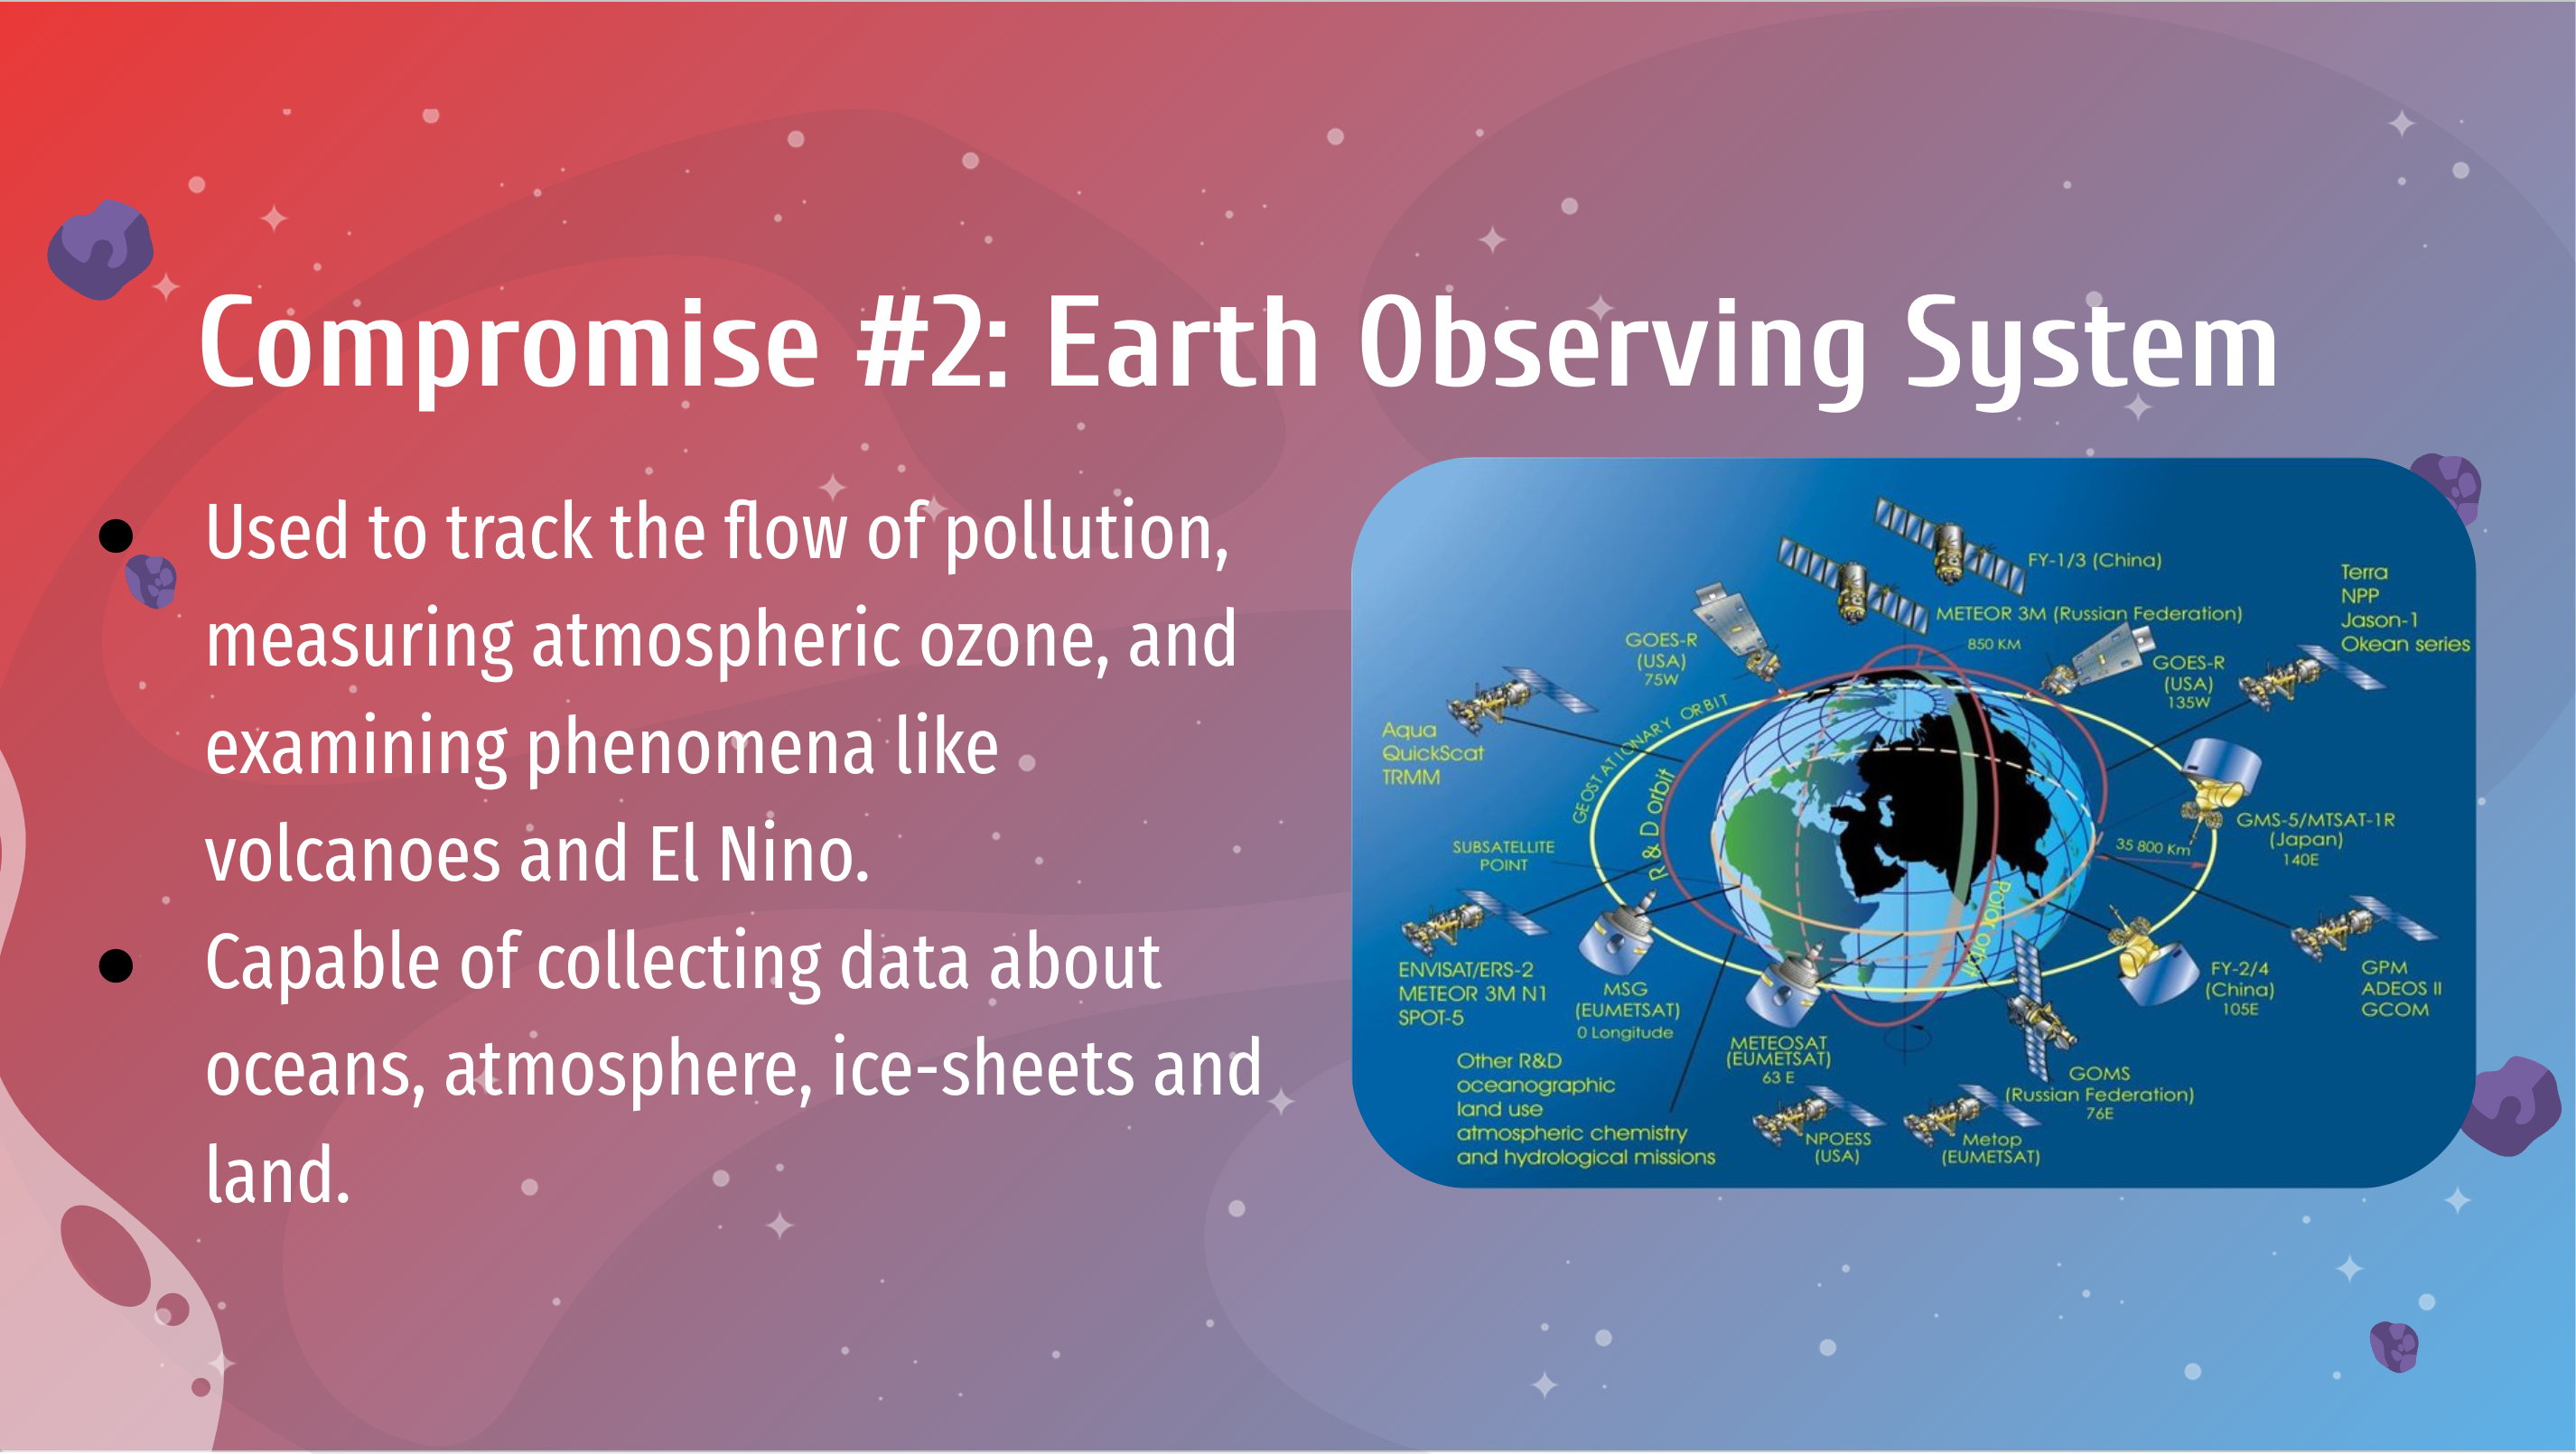 Compromise #2: Earth Observing System
● Used to track the flow of pollution,
measuring atmospheric ozone, and
examining phenomena like
volcanoes and El Nino.
● Capable of collecting data about
oceans, atmosphere, ice-sheets and
land.
FY-1/3 (China)
METEOR 3M (Russian Federation)
850 KM
Terra
NPP
Jason-1
Okean series
GOES-R
(USA)
75W
GOES-R
(USA)
135W
Aqua
QuickScat
TRMM
GEOSTATIONARY ORBIT
R & D orbit
Polar orbit
SUBSATELLITE
POINT
GMS-5/MTSAT-1R
(Japan)
140E
35 800 Km
ENVISAT/ERS-2
METEOR 3M N1
SPOT-5
MSG
(EUMETSAT)
0 Longitude
METEOSAT
(EUMETSAT)
63 E
FY-2/4
(China)
105E
GPM
ADEOS II
GCOM
GOMS
(Russian Federation)
76E
Other R&D
oceanographic
land use
atmospheric chemistry
and hydrological missions
NPOESS
(USA)
Metop
(EUMETSAT)